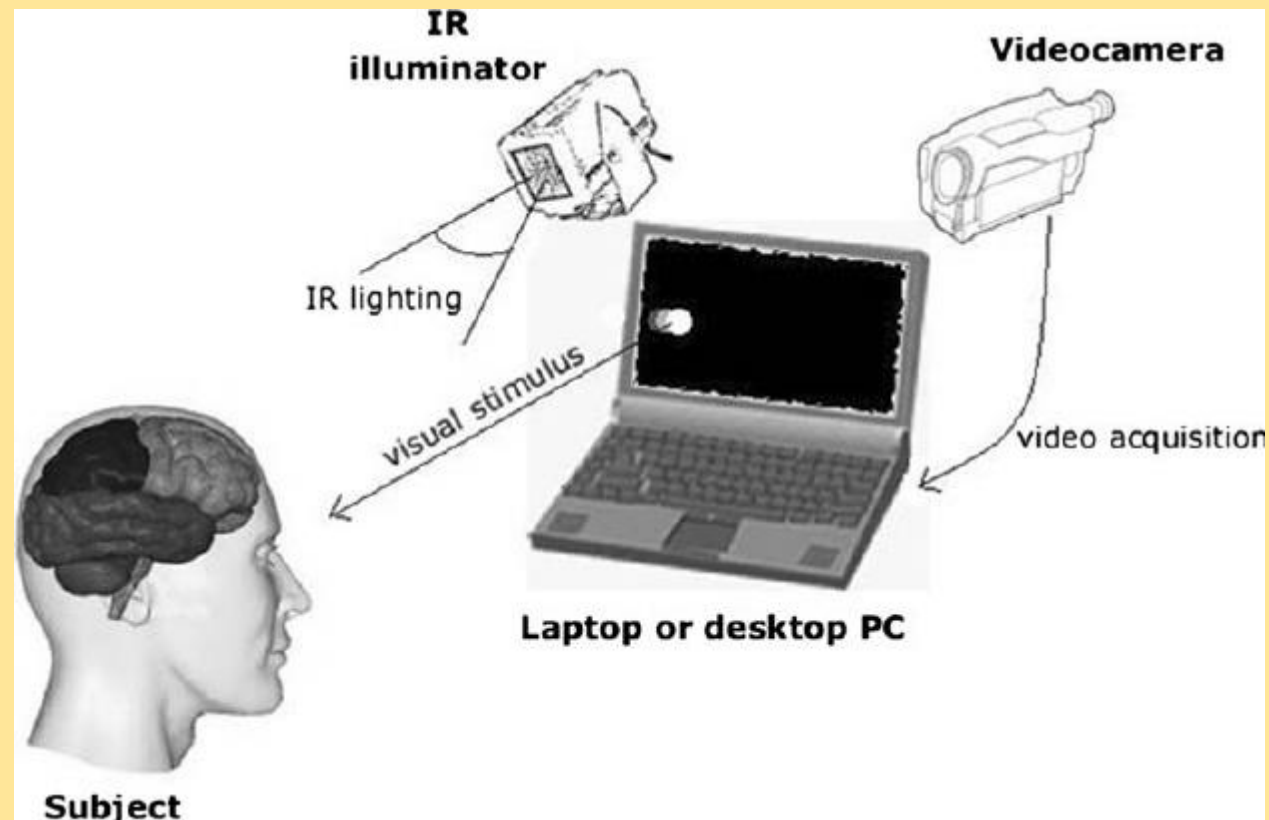 IR
illuminator
Videocamera
IR lighting
visual stimulus
video acquisition
Laptop or desktop PC
Subject